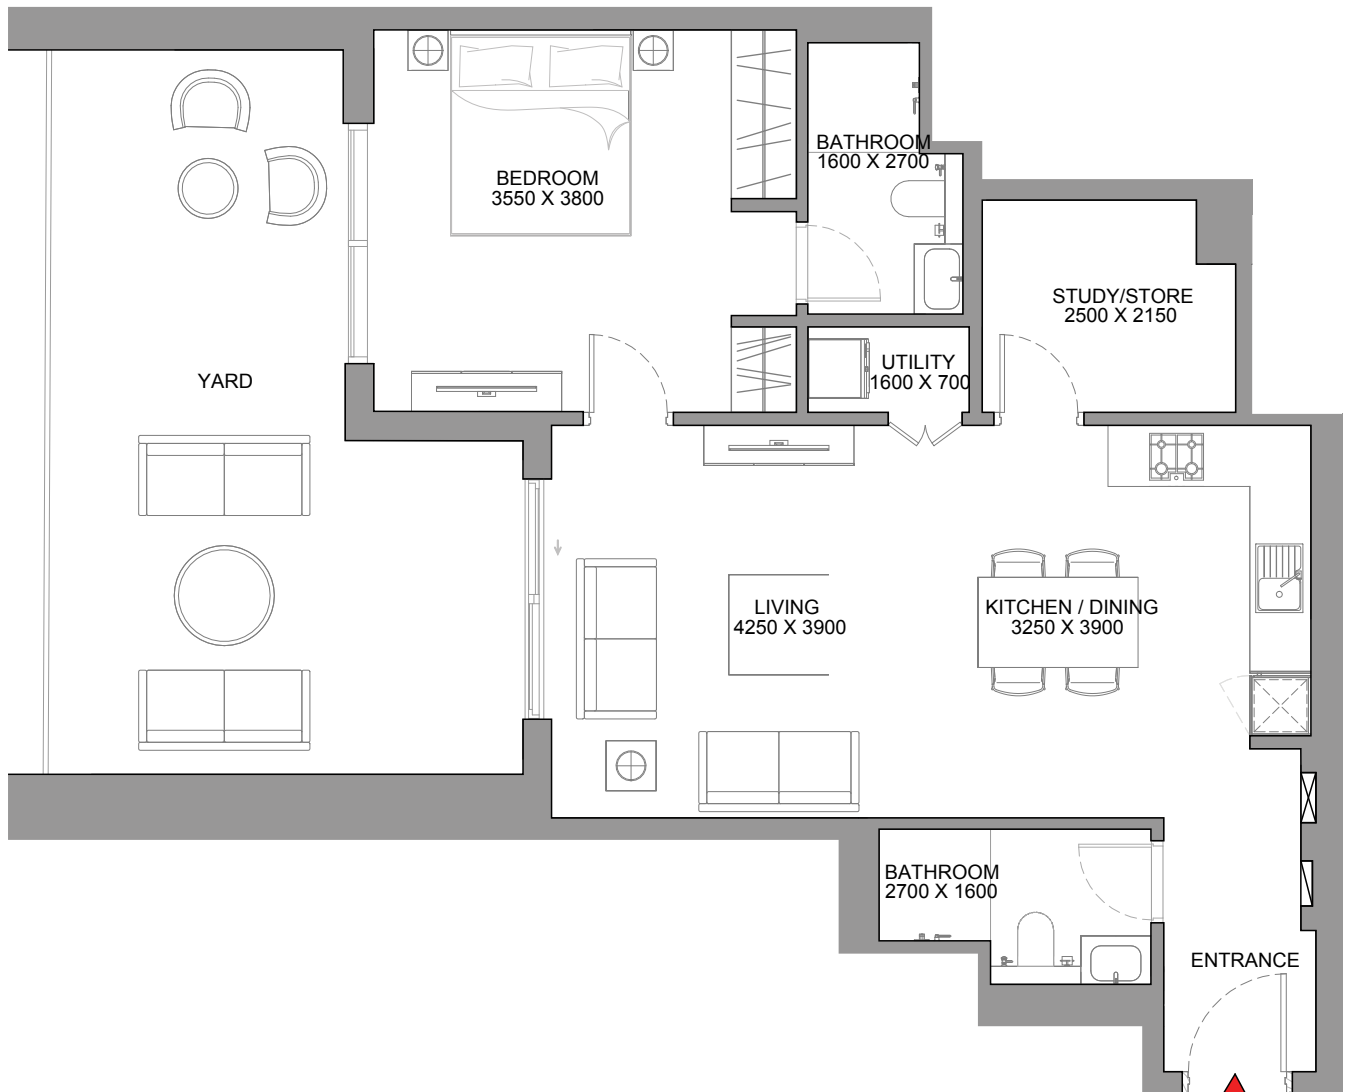 BATHROOM
1600 X 2700
BEDROOM
3550 X 3800
STUDY/STORE
2500 X 2150
UTILITY
1600 X 700
YARD
LIVING
4250 X 3900
KITCHEN / DINING
3250 X 3900
BATHROOM
2700 X 1600
ENTRANCE